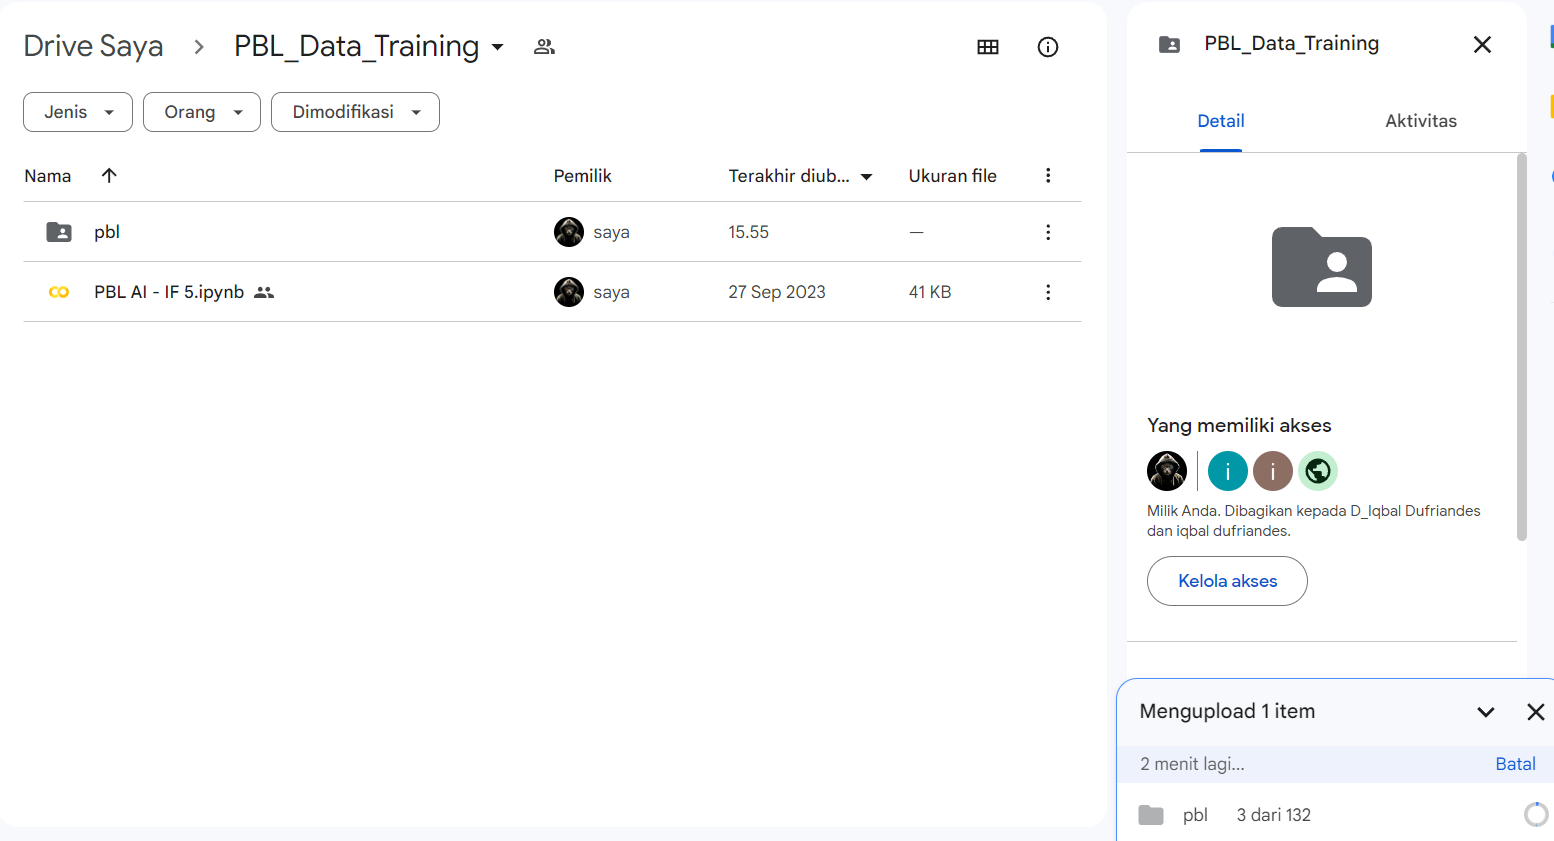 Drive Saya > PBL_Data_Training
Jenis Orang Dimodifikasi
Nama Pemilik Terakhir diub... Ukuran file
pbl saya 15.55 —
PBL AI - IF 5.ipynb saya 27 Sep 2023 41 KB
PBL_Data_Training
Detail Aktivitas
Yang memiliki akses
i i
Milik Anda. Dibagikan kepada D_Iqbal Dufriandes
dan iqbal dufriandes.
Kelola akses
Mengupload 1 item
2 menit lagi... Batal
pbl 3 dari 132